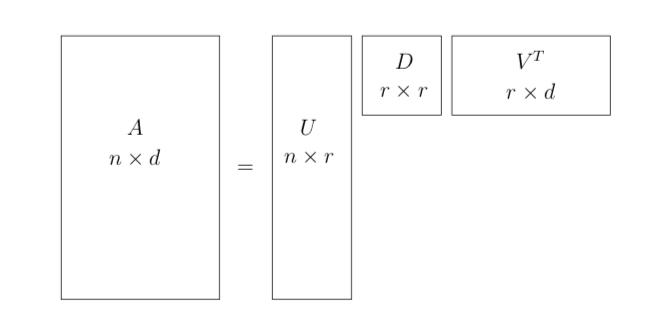 A
n × d
=
U
n × r
D
r × r
V^T
r × d